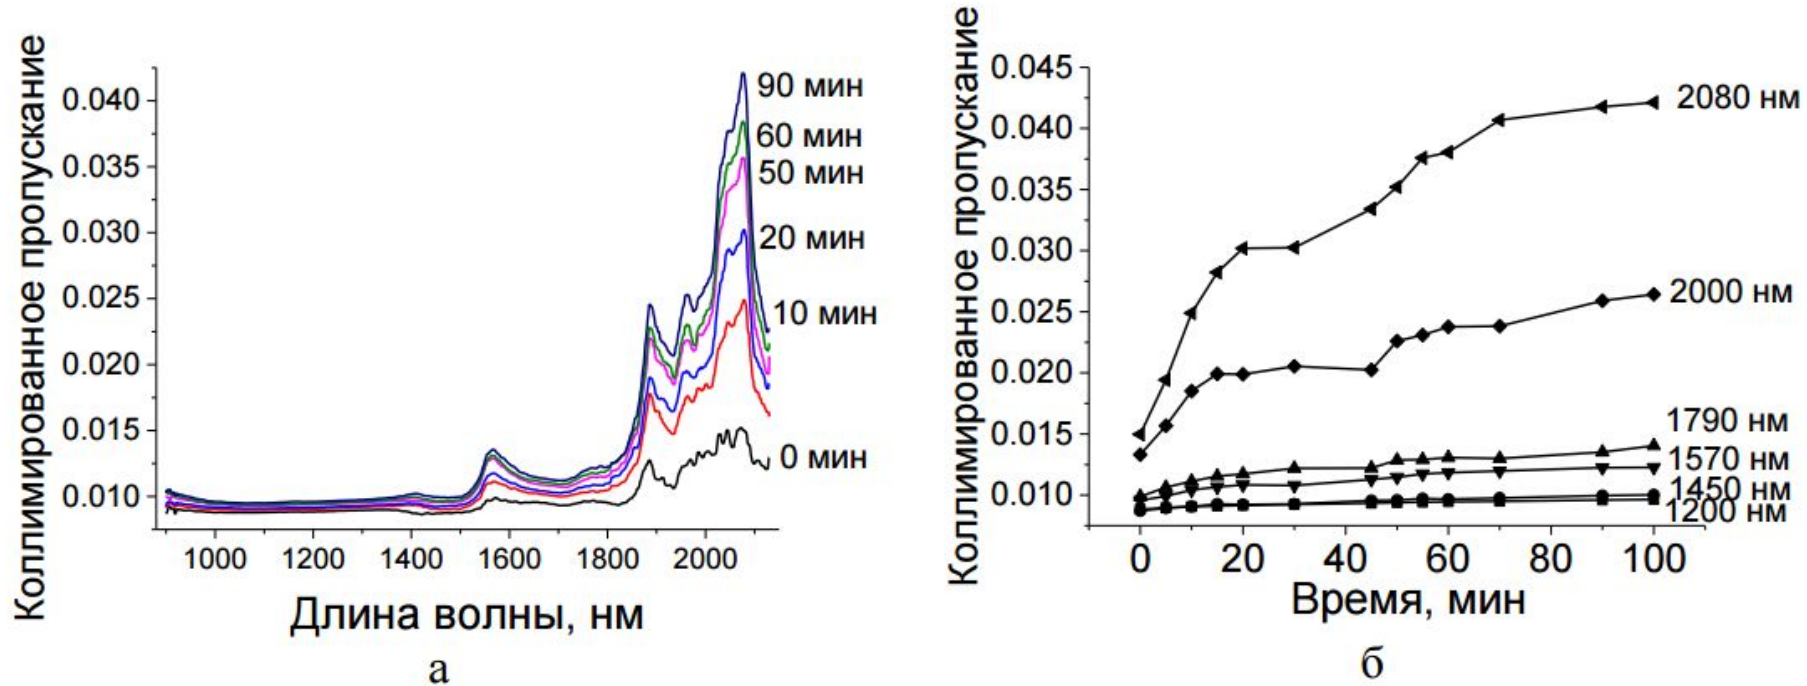 Коллимированное пропускание
0.040
0.035
0.030
0.025
0.020
0.015
0.010
90 мин
60 мин
50 мин
20 мин
10 мин
0 мин
1000 1200 1400 1600 1800 2000
Длина волны, нм
а
Коллимированное пропускание
0.045
0.040
0.035
0.030
0.025
0.020
0.015
0.010
2080 нм
2000 нм
1790 нм
1570 нм
1450 нм
1200 нм
0 20 40 60 80 100
Время, мин
б